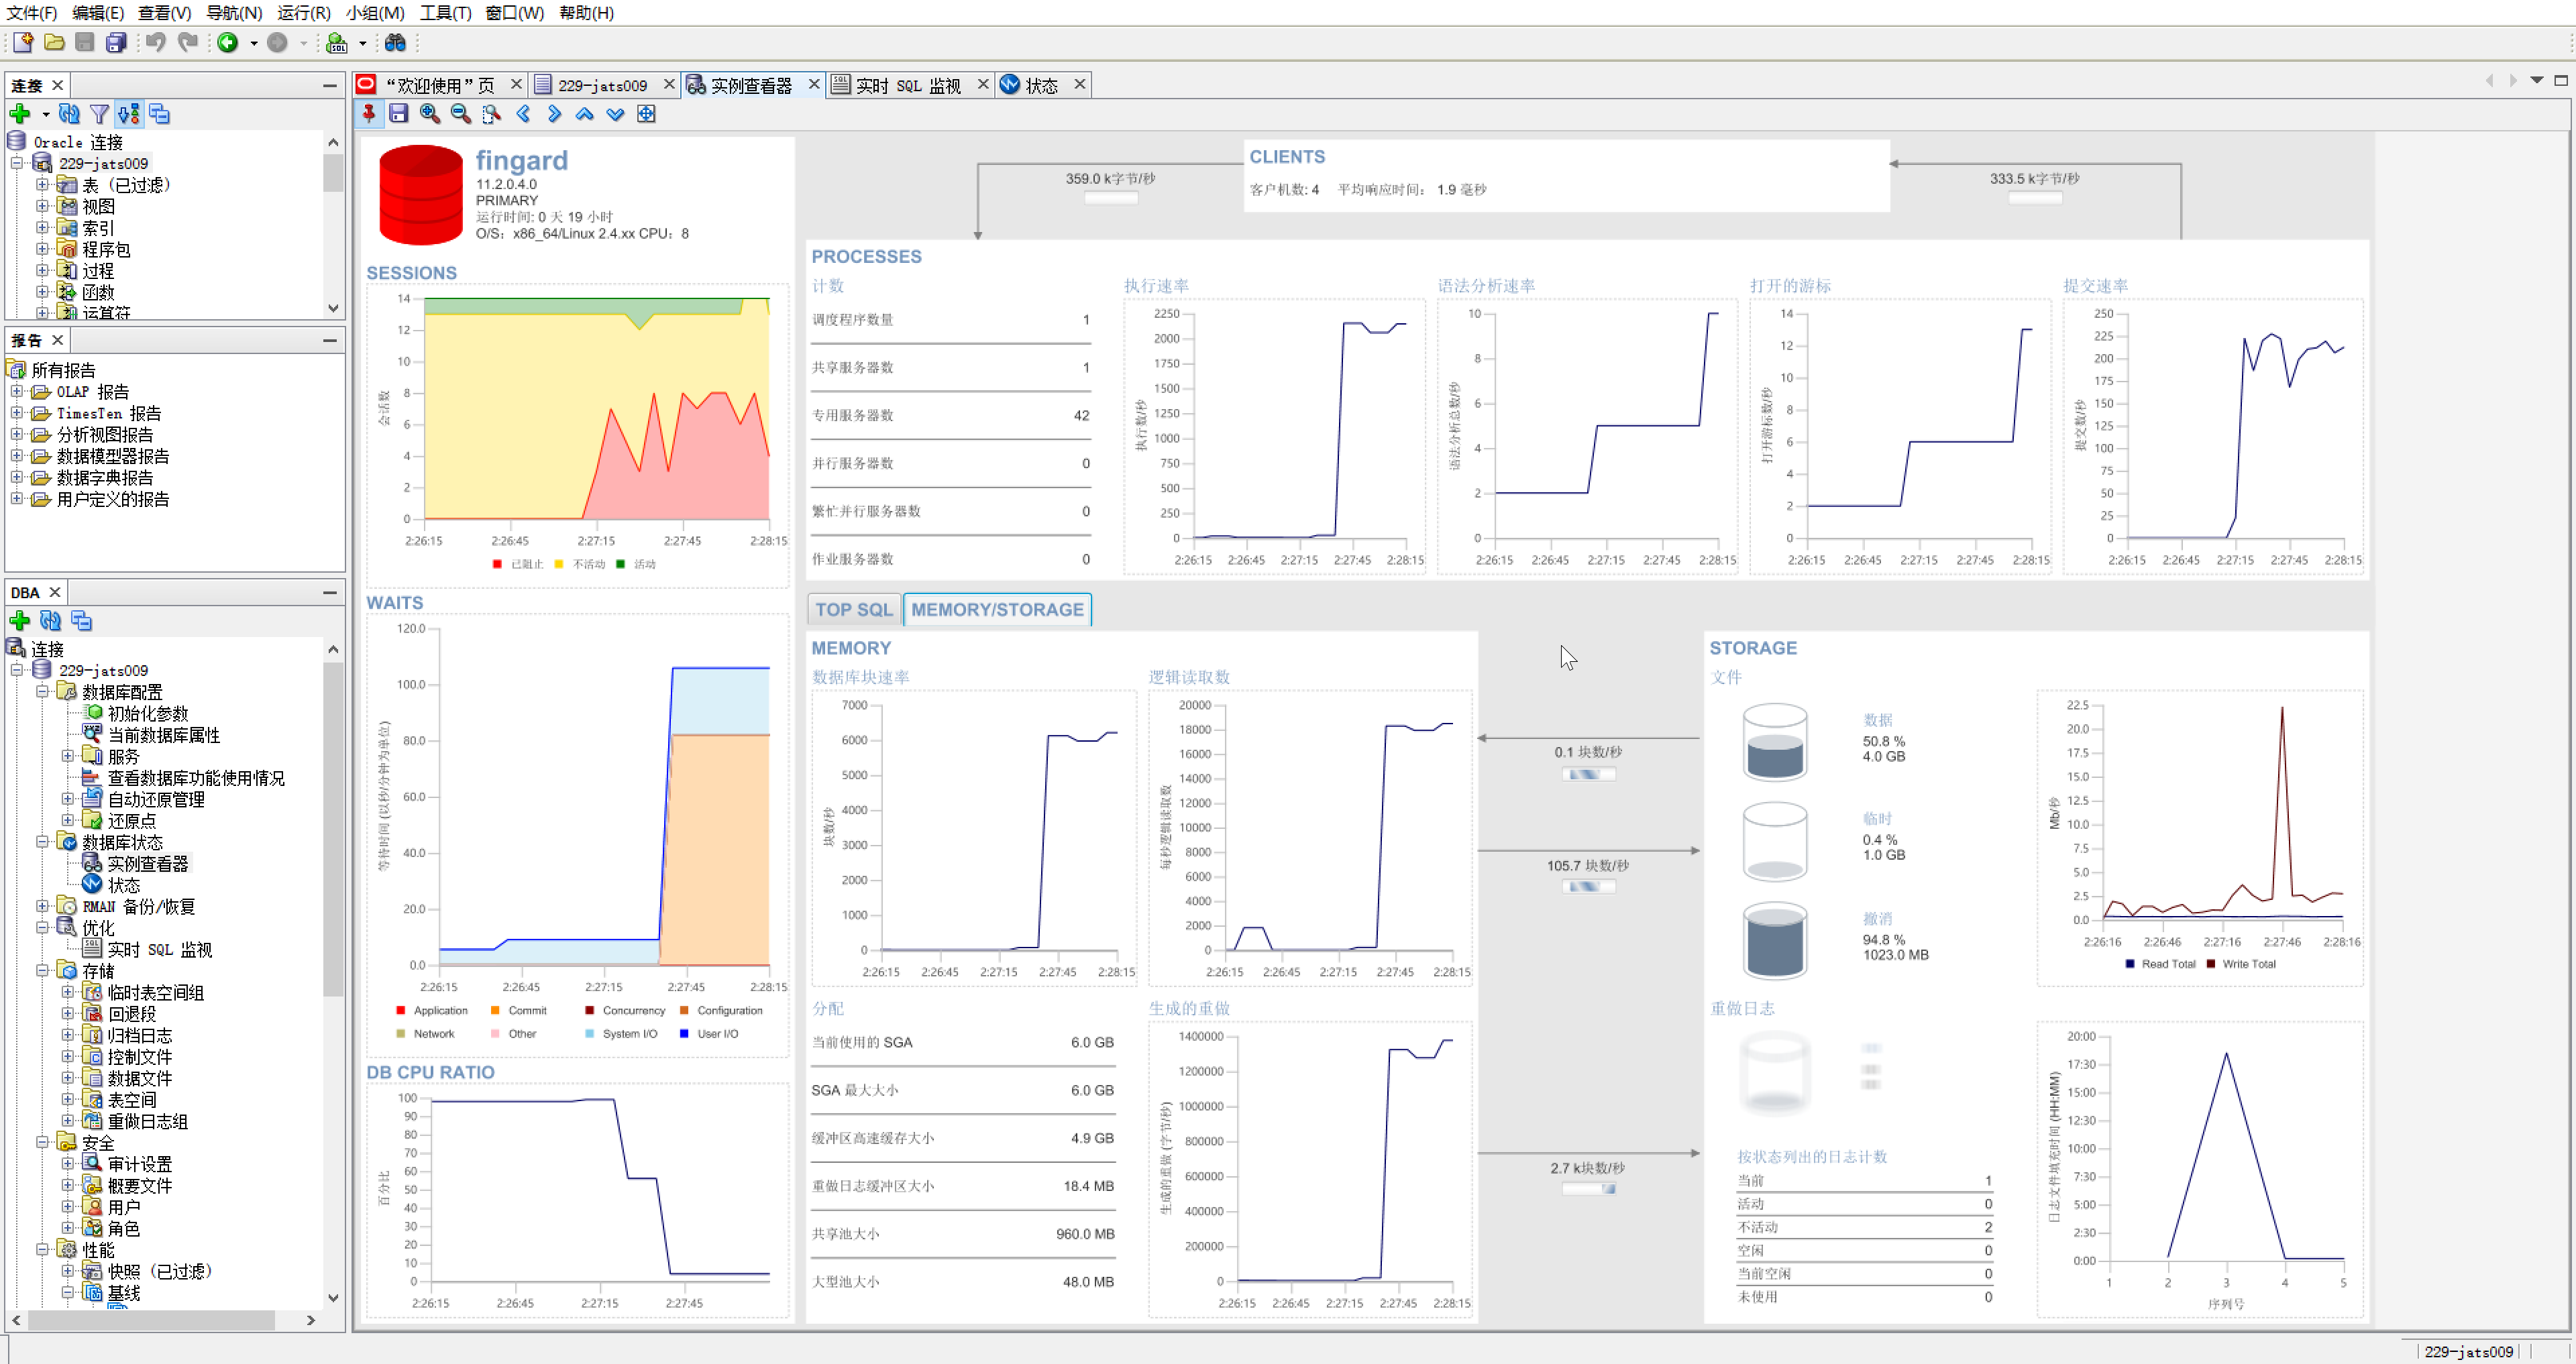 文件(F) 编辑(E) 查看(V) 导航(N) 运行(R) 小组(M) 工具(T) 窗口(W) 帮助(H)
连接
Oracle 连接
229-jats009
表 (已过滤)
视图
索引
程序包
过程
函数
运算符
报告
所有报告
OLAP 报告
TimesTen 报告
分析视图报告
数据模型器报告
数据字典报告
用户定义的报告
DBA
连接
229-jats009
数据库配置
初始化参数
当前数据库属性
服务
查看数据库功能使用情况
自动还原管理
还原点
数据库状态
实例查看器
状态
RMAN 备份/恢复
优化
实时 SQL 监视
存储
临时表空间组
回退段
归档日志
控制文件
数据文件
表空间
重做日志组
安全
审计设置
概要文件
用户
角色
性能
快照 (已过滤)
基线
“欢迎使用”页 229-jats009 实例查看器 实时 SQL 监视 状态
fingard
11.2.0.4.0
PRIMARY
运行时间: 0 天 19 小时
O/S: x86_64/Linux 2.4.xx CPU: 8
359.0 k字节/秒
CLIENTS
客户机数: 4 平均响应时间: 1.9 毫秒
333.5 k字节/秒
SESSIONS
会话数
14
12
10
8
6
4
2
0
2:26:15 2:26:45 2:27:15 2:27:45 2:28:15
已阻止 不活动 活动
WAITS
等待时间 (以秒/分钟为单位)
120.0
100.0
80.0
60.0
40.0
20.0
0.0
2:26:15 2:26:45 2:27:15 2:27:45 2:28:15
Application Commit Concurrency Configuration
Network Other System I/O User I/O
DB CPU RATIO
百分比
100
90
80
70
60
50
40
30
20
10
0
2:26:15 2:26:45 2:27:15 2:27:45
PROCESSES
计数
调度程序数量 1
共享服务器数 1
专用服务器数 42
并行服务器数 0
繁忙并行服务器数 0
作业服务器数 0
执行速率
执行数/秒
2250
2000
1750
1500
1250
1000
750
500
250
0
2:26:15 2:26:45 2:27:15 2:27:45 2:28:15
语法分析速率
语法分析总数/秒
10
8
6
4
2
0
2:26:15 2:26:45 2:27:15 2:27:45 2:28:15
打开的游标
打开游标数/秒
14
12
10
8
6
4
2
0
2:26:15 2:26:45 2:27:15 2:27:45 2:28:15
提交速率
提交数/秒
250
225
200
175
150
125
100
75
50
25
0
2:26:15 2:26:45 2:27:15 2:27:45 2:28:15
TOP SQL MEMORY/STORAGE
MEMORY
数据库块速率
块数/秒
7000
6000
5000
4000
3000
2000
1000
0
2:26:15 2:26:45 2:27:15 2:27:45 2:28:15
逻辑读取数
每秒逻辑读取数
20000
18000
16000
14000
12000
10000
8000
6000
4000
2000
0
2:26:15 2:26:45 2:27:15 2:27:45 2:28:15
分配
当前使用的 SGA 6.0 GB
SGA 最大大小 6.0 GB
缓冲区高速缓存大小 4.9 GB
重做日志缓冲区大小 18.4 MB
共享池大小 960.0 MB
大型池大小 48.0 MB
生成的重做
生成的重做 (字节/秒)
1400000
1200000
1000000
800000
600000
400000
200000
0
2:26:15 2:26:45 2:27:15 2:27:45 2:28:15
0.1 块数/秒
105.7 块数/秒
2.7 k块数/秒
STORAGE
文件
数据
50.8 %
4.0 GB
临时
0.4 %
1.0 GB
撤消
94.8 %
1023.0 MB
Mb/秒
22.5
20.0
17.5
15.0
12.5
10.0
7.5
5.0
2.5
0.0
2:26:16 2:26:46 2:27:16 2:27:46 2:28:16
Read Total Write Total
重做日志
按状态列出的日志计数
当前 1
活动 0
不活动 2
空闲 0
当前空闲 0
未使用 0
日志文件填充时间 (HH:MM)
20:00
17:30
15:00
12:30
10:00
7:30
5:00
2:30
0:00
1 2 3 4 5
序列号
229-jats009